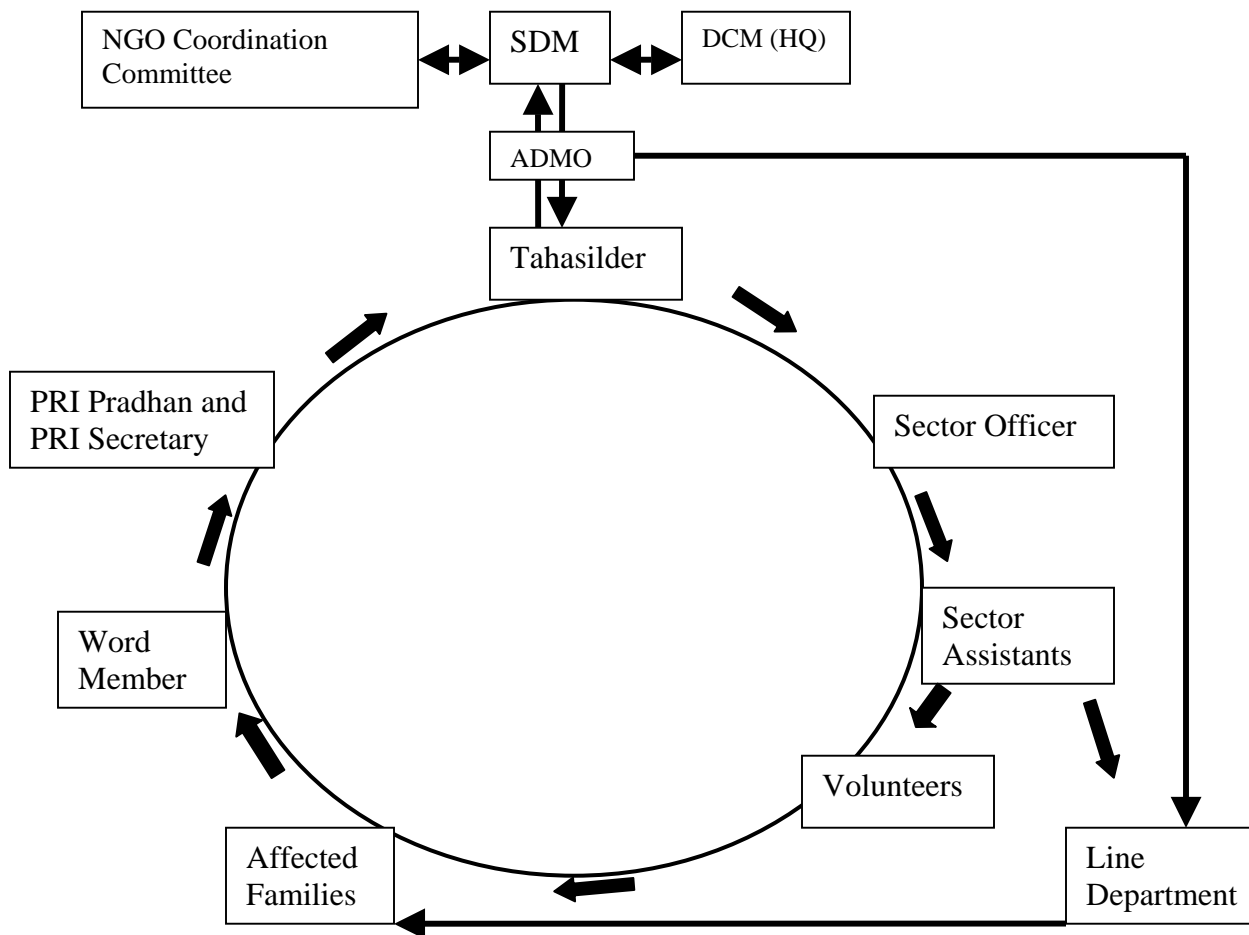 NGO Coordination
Committee
SDM
DCM (HQ)
ADMO
Tahasilder
PRI Pradhan and
PRI Secretary
Sector Officer
Word
Member
Sector
Assistants
Volunteers
Affected
Families
Line
Department